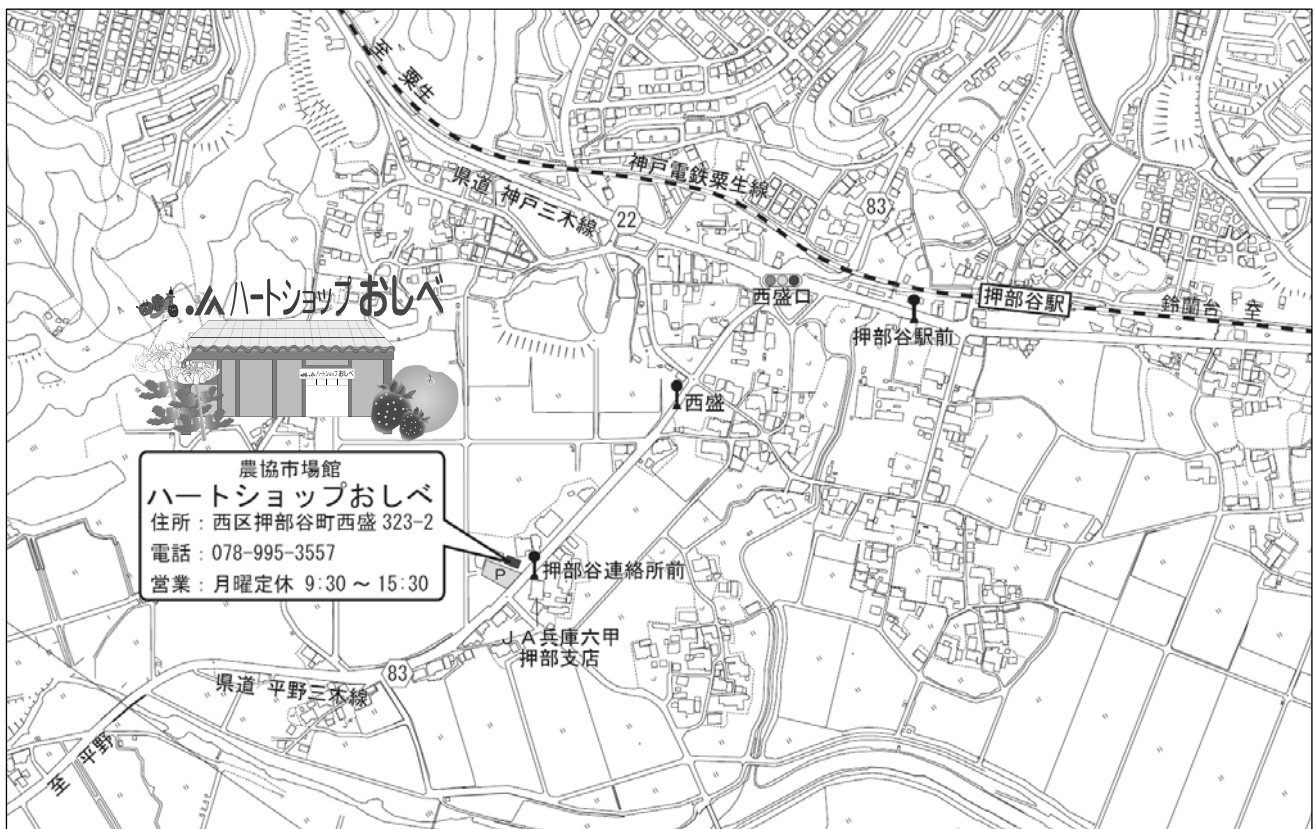 至 粟生
神戸電鉄粟生線
県道 神戸三木線
22
83
西盛口
押部谷駅
鈴蘭台 至
押部谷駅前
JAハートショップおしべ
JAハートショップおしべ
西盛
農協市場館
ハートショップおしべ
住所：西区押部谷町西盛 323-2
電話：078-995-3557
営業：月曜定休 9:30 ～ 15:30
P
押部谷連絡所前
ＪＡ兵庫六甲
押部支店
83
県道 平野三木線
至 平野